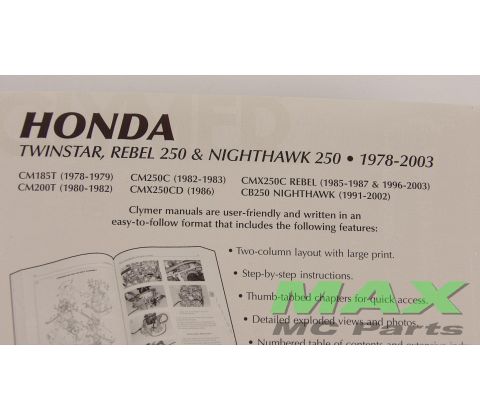 CLYMER
HONDA
TWINSTAR, REBEL 250 & NIGHTHAWK 250 • 1978-2003
CM185T (1978-1979) CM250C (1982-1983) CMX250C REBEL (1985-1987 & 1996-2003)
CM200T (1980-1982) CMX250CD (1986) CB250 NIGHTHAWK (1991-2002)
Clymer manuals are user-friendly and written in an
easy-to-follow format that includes the following features:
• Two-column layout with large print.
• Step-by-step instructions.
• Thumb-tabbed chapters for quick access.
• Detailed exploded views and photos.
• Numbered table of contents and extensive
MAX
MC Parts